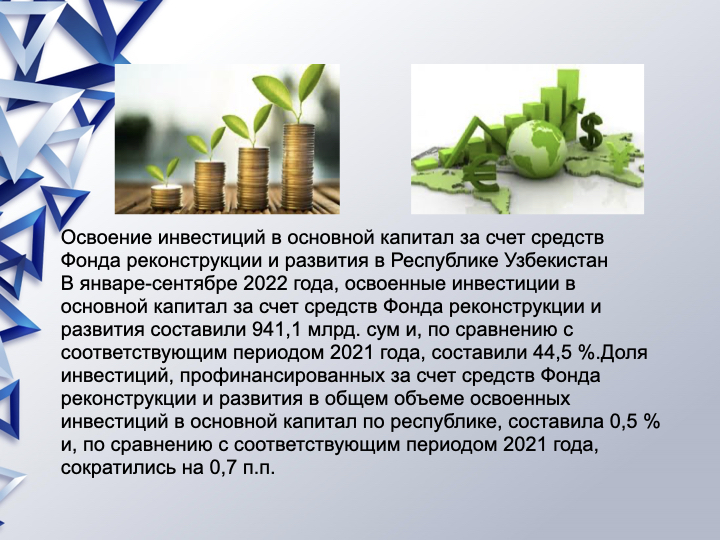 Освоение инвестиций в основной капитал за счет средств
Фонда реконструкции и развития в Республике Узбекистан
В январе-сентябре 2022 года, освоенные инвестиции в
основной капитал за счет средств Фонда реконструкции и
развития составили 941,1 млрд. сум и, по сравнению с
соответствующим периодом 2021 года, составили 44,5 %.Доля
инвестиций, профинансированных за счет средств Фонда
реконструкции и развития в общем объеме освоенных
инвестиций в основной капитал по республике, составила 0,5 %
и, по сравнению с соответствующим периодом 2021 года,
сократились на 0,7 п.п.